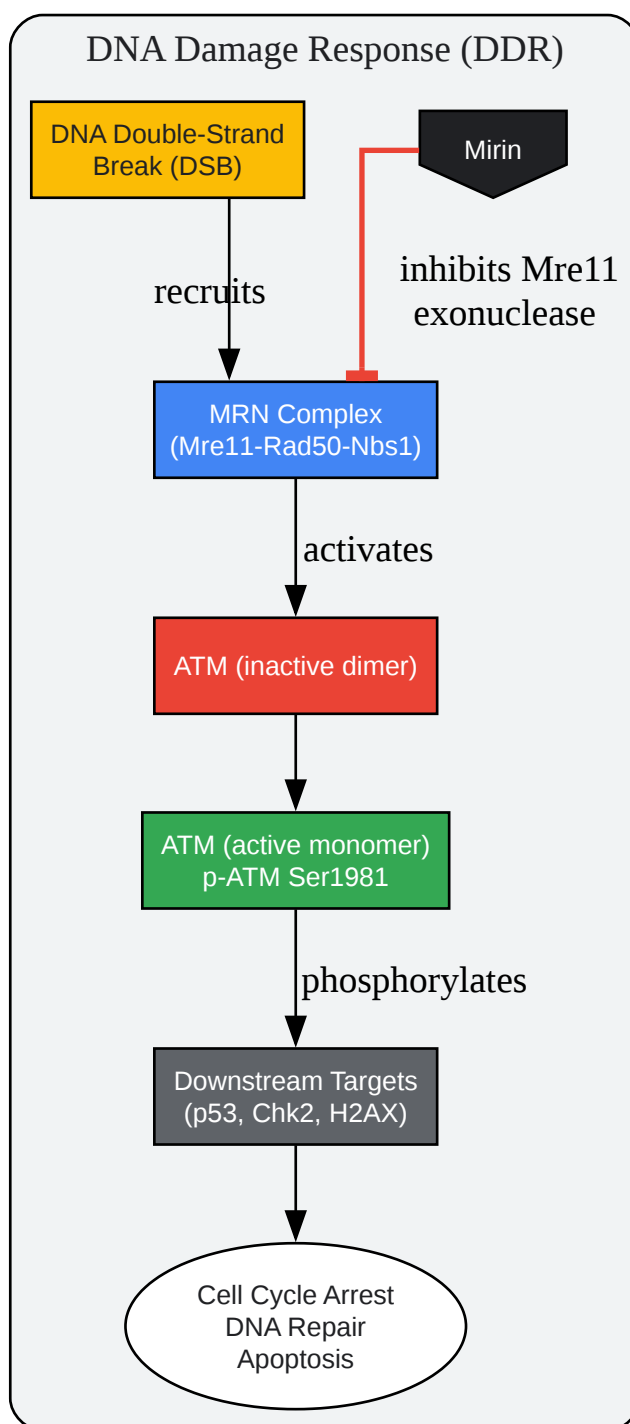 DNA Damage Response (DDR)
DNA Double-Strand
Break (DSB)
Mirin
recruits
inhibits Mre11
exonuclease
MRN Complex
(Mre11-Rad50-Nbs1)
activates
ATM (inactive dimer)
ATM (active monomer)
p-ATM Ser1981
phosphorylates
Downstream Targets
(p53, Chk2, H2AX)
Cell Cycle Arrest
DNA Repair
Apoptosis